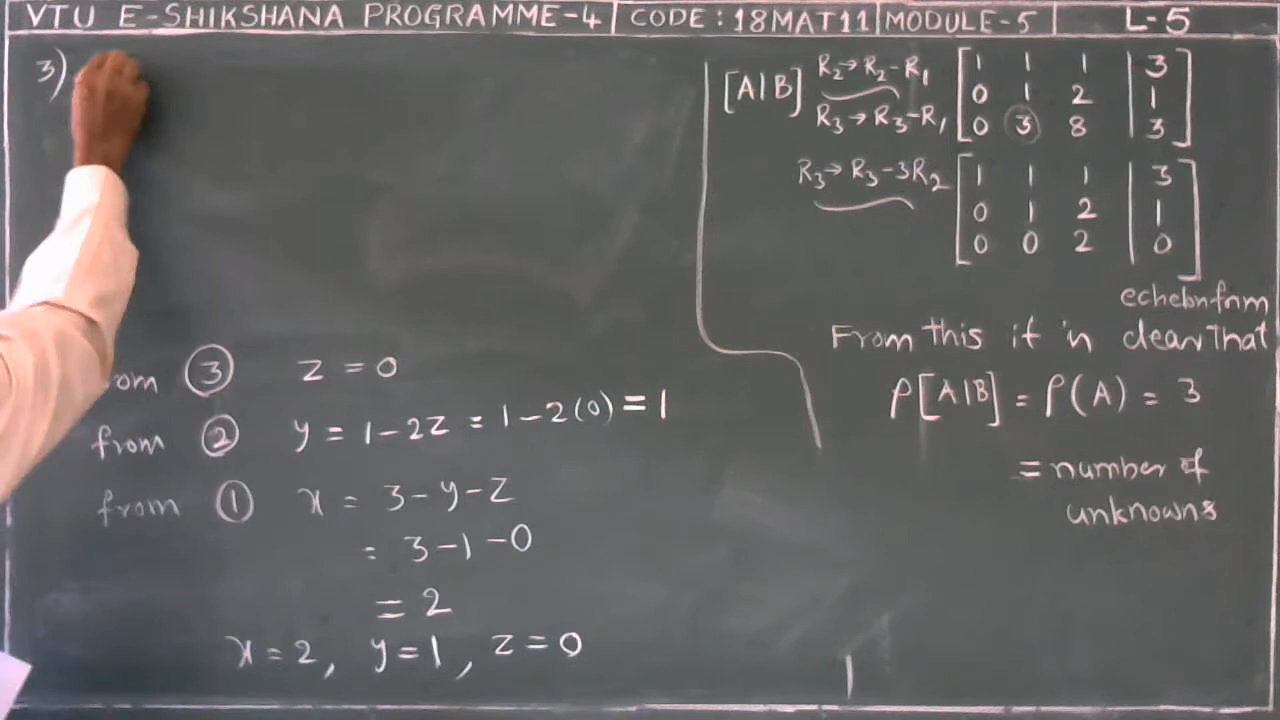 VTU E-SHIKSHANA PROGRAMME-4 | CODE: 18MAT11 | MODULE-5 | L-5
3)
from ③ z = 0
from ② y = 1-2z = 1-2(0) = 1
from ① x = 3-y-z
= 3-1-0
= 2
x=2, y=1, z=0
[A|B] R2→R2-R1
R3→R3-R1
[1 1 1 | 3
0 1 2 | 1
0 3 8 | 3]
R3→R3-3R2
[1 1 1 | 3
0 1 2 | 1
0 0 2 | 0]
echelon form
From this it is clear that
ρ[A|B] = ρ(A) = 3
= number of
unknowns